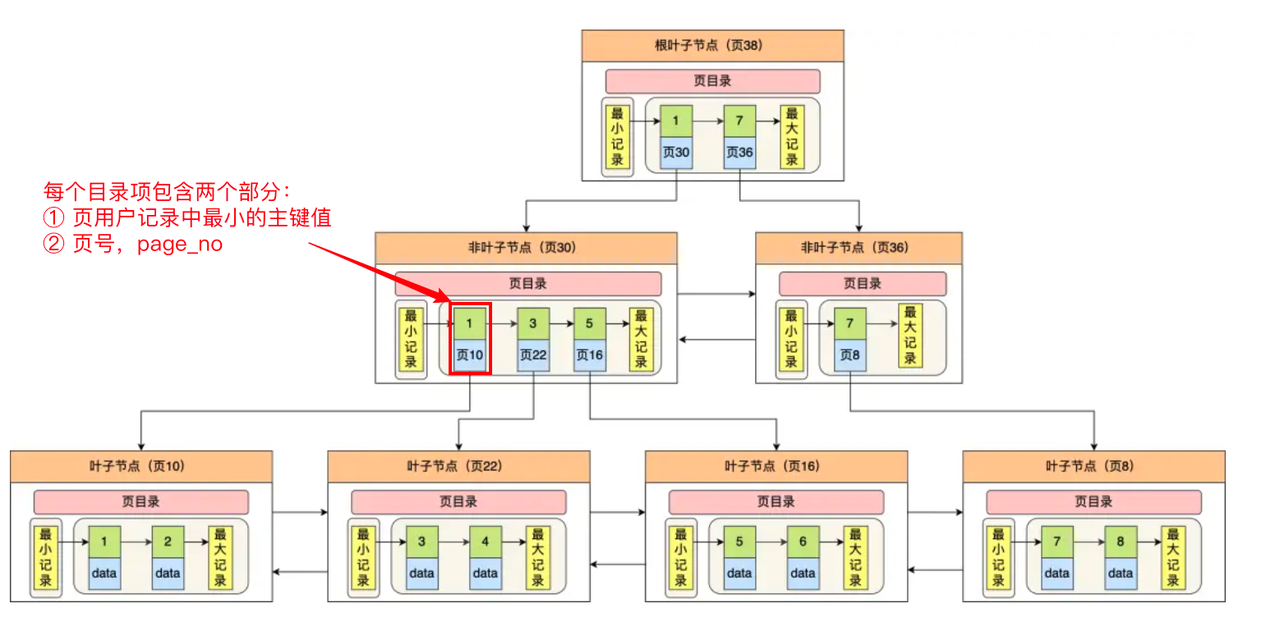 根叶子节点（页38）
页目录
最小记录
1
7
最大记录
页30
页36
每个目录项包含两个部分：
① 页用户记录中最小的主键值
② 页号，page_no
非叶子节点（页30）
页目录
最小记录
1
3
5
最大记录
页10
页22
页16
非叶子节点（页36）
页目录
最小记录
7
最大记录
页8
叶子节点（页10）
页目录
最小记录
1
2
最大记录
data
data
叶子节点（页22）
页目录
最小记录
3
4
最大记录
data
data
叶子节点（页16）
页目录
最小记录
5
6
最大记录
data
data
叶子节点（页8）
页目录
最小记录
7
8
最大记录
data
data